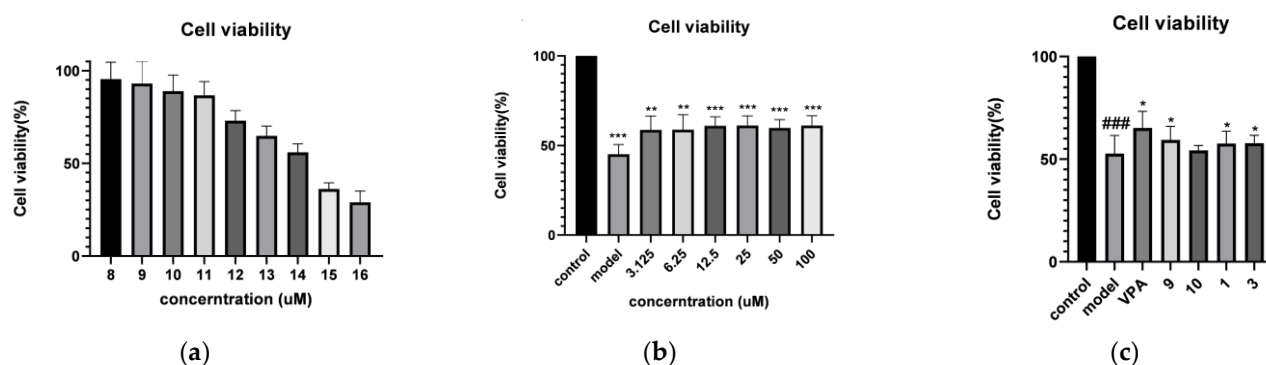 Cell viability
Cell viability(%)
100
50
0
8 9 10 11 12 13 14 15 16
concerntration (uM)
(a)
Cell viability
Cell viability(%)
100
50
0
*** ** ** *** *** *** ***
control model 3.125 6.25 12.5 25 50 100
concerntration (uM)
(b)
Cell viability
Cell viability(%)
100
50
0
### * * * *
control model VPA 9 10 1 3
(c)